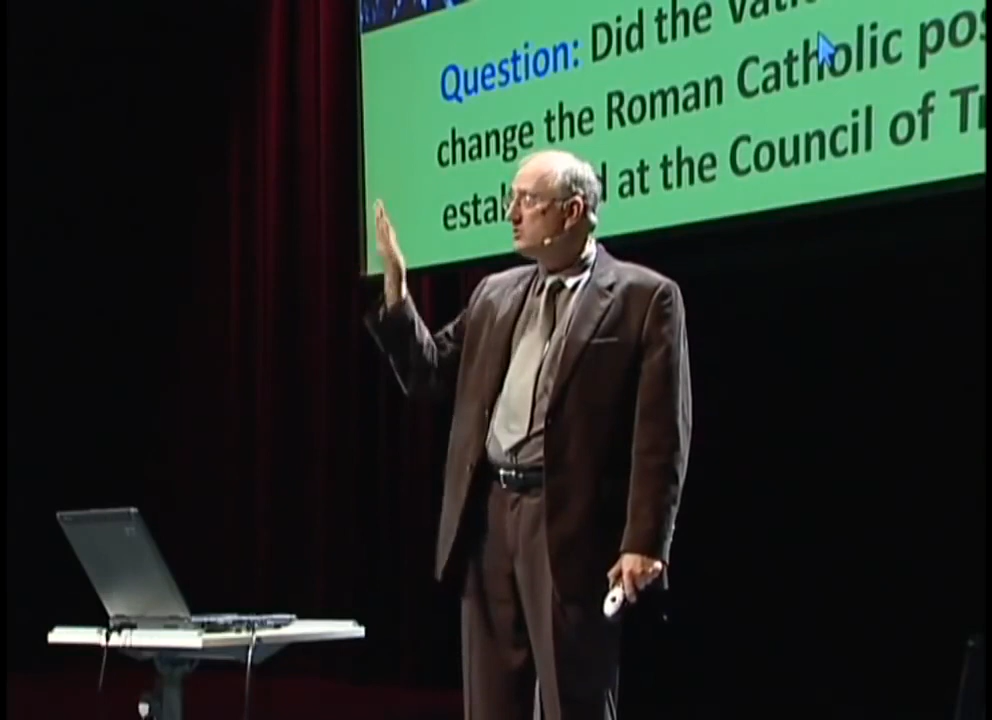 Question: Did the
change the Roman Catholic
at the Council of